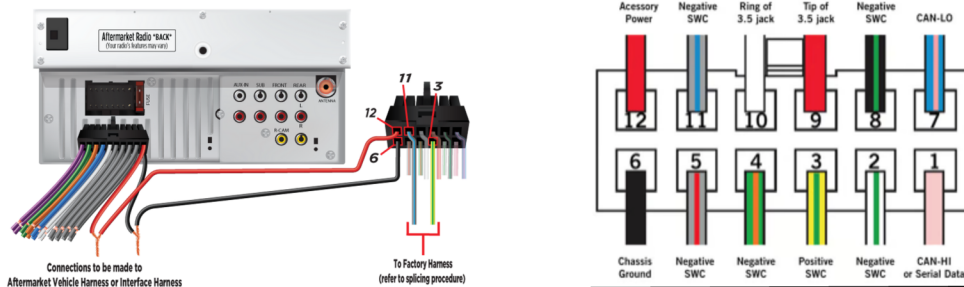 Aftermarket Radio "BACK"
(Your radio's features may vary)
FUSE
AUX IN SUB FRONT REAR
L
R
R-CAM
ANTENNA
11
3
12
6
Connections to be made to
Aftermarket Vehicle Harness or Interface Harness
To Factory Harness
(refer to splicing procedure)
Acessory
Power
Negative
SWC
Ring of
3.5 jack
Tip of
3.5 jack
Negative
SWC
CAN-LO
12 11 10 9 8 7
6 5 4 3 2 1
Chassis
Ground
Negative
SWC
Negative
SWC
Positive
SWC
Negative
SWC
CAN-HI
or Serial Data